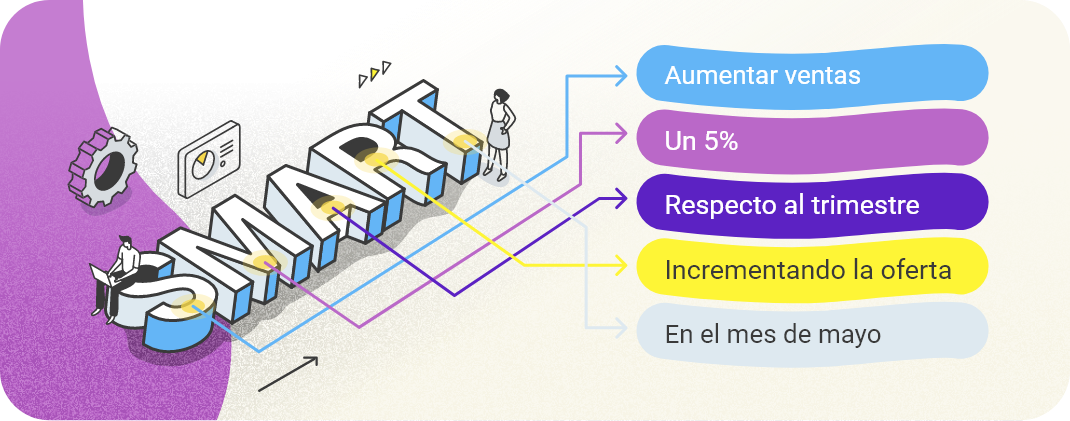 SMART
Aumentar ventas
Un 5%
Respecto al trimestre
Incrementando la oferta
En el mes de mayo